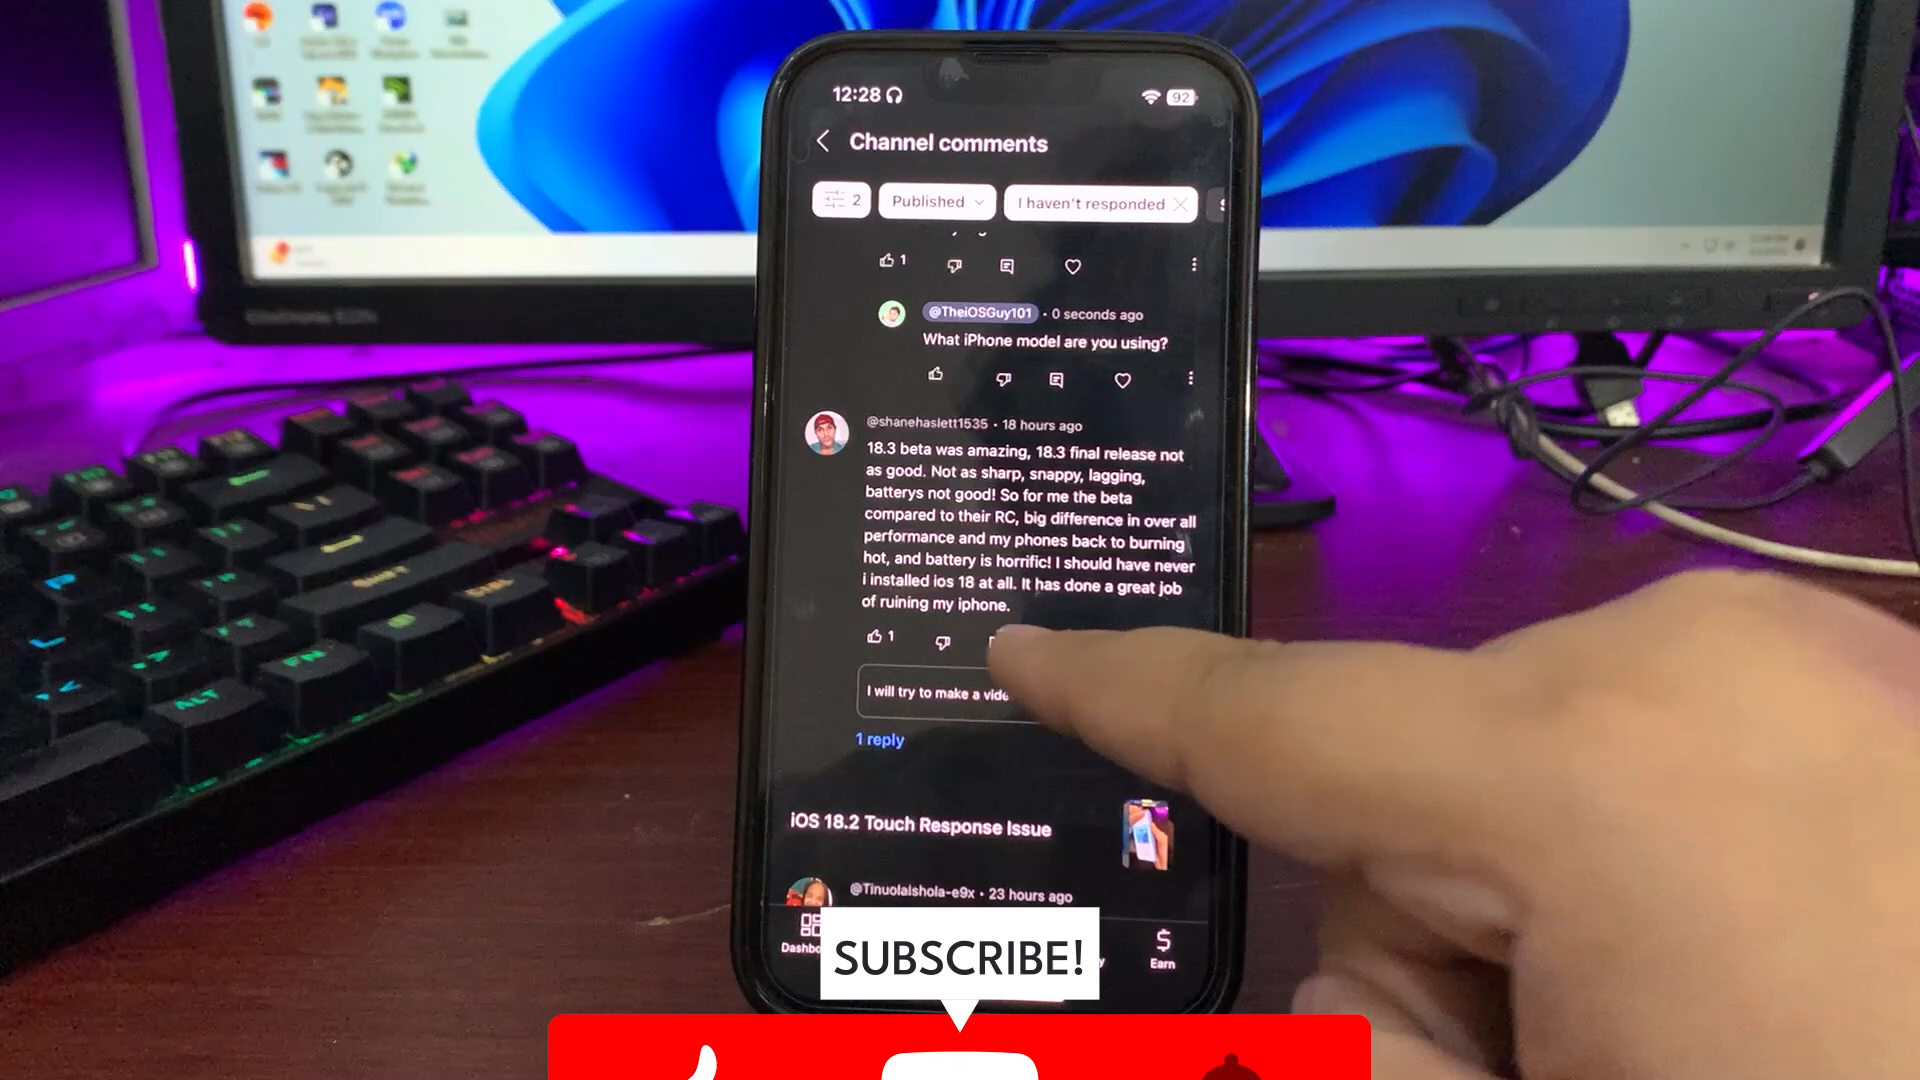 12:28
92
Channel comments
2
Published
I haven't responded
1
@TheiOSGuy101 · 0 seconds ago
What iPhone model are you using?
@shanehaslett1535 · 18 hours ago
18.3 beta was amazing, 18.3 final release not
as good. Not as sharp, snappy, lagging,
batterys not good! So for me the beta
compared to their RC, big difference in over all
performance and my phones back to burning
hot, and battery is horrific! I should have never
i installed ios 18 at all. It has done a great job
of ruining my iphone.
1
I will try to make a vide
1 reply
iOS 18.2 Touch Response Issue
@Tinuolaishola-e9x · 23 hours ago
Dashbo
Earn
SUBSCRIBE!
SHIFT
CTRL
ALT
FN